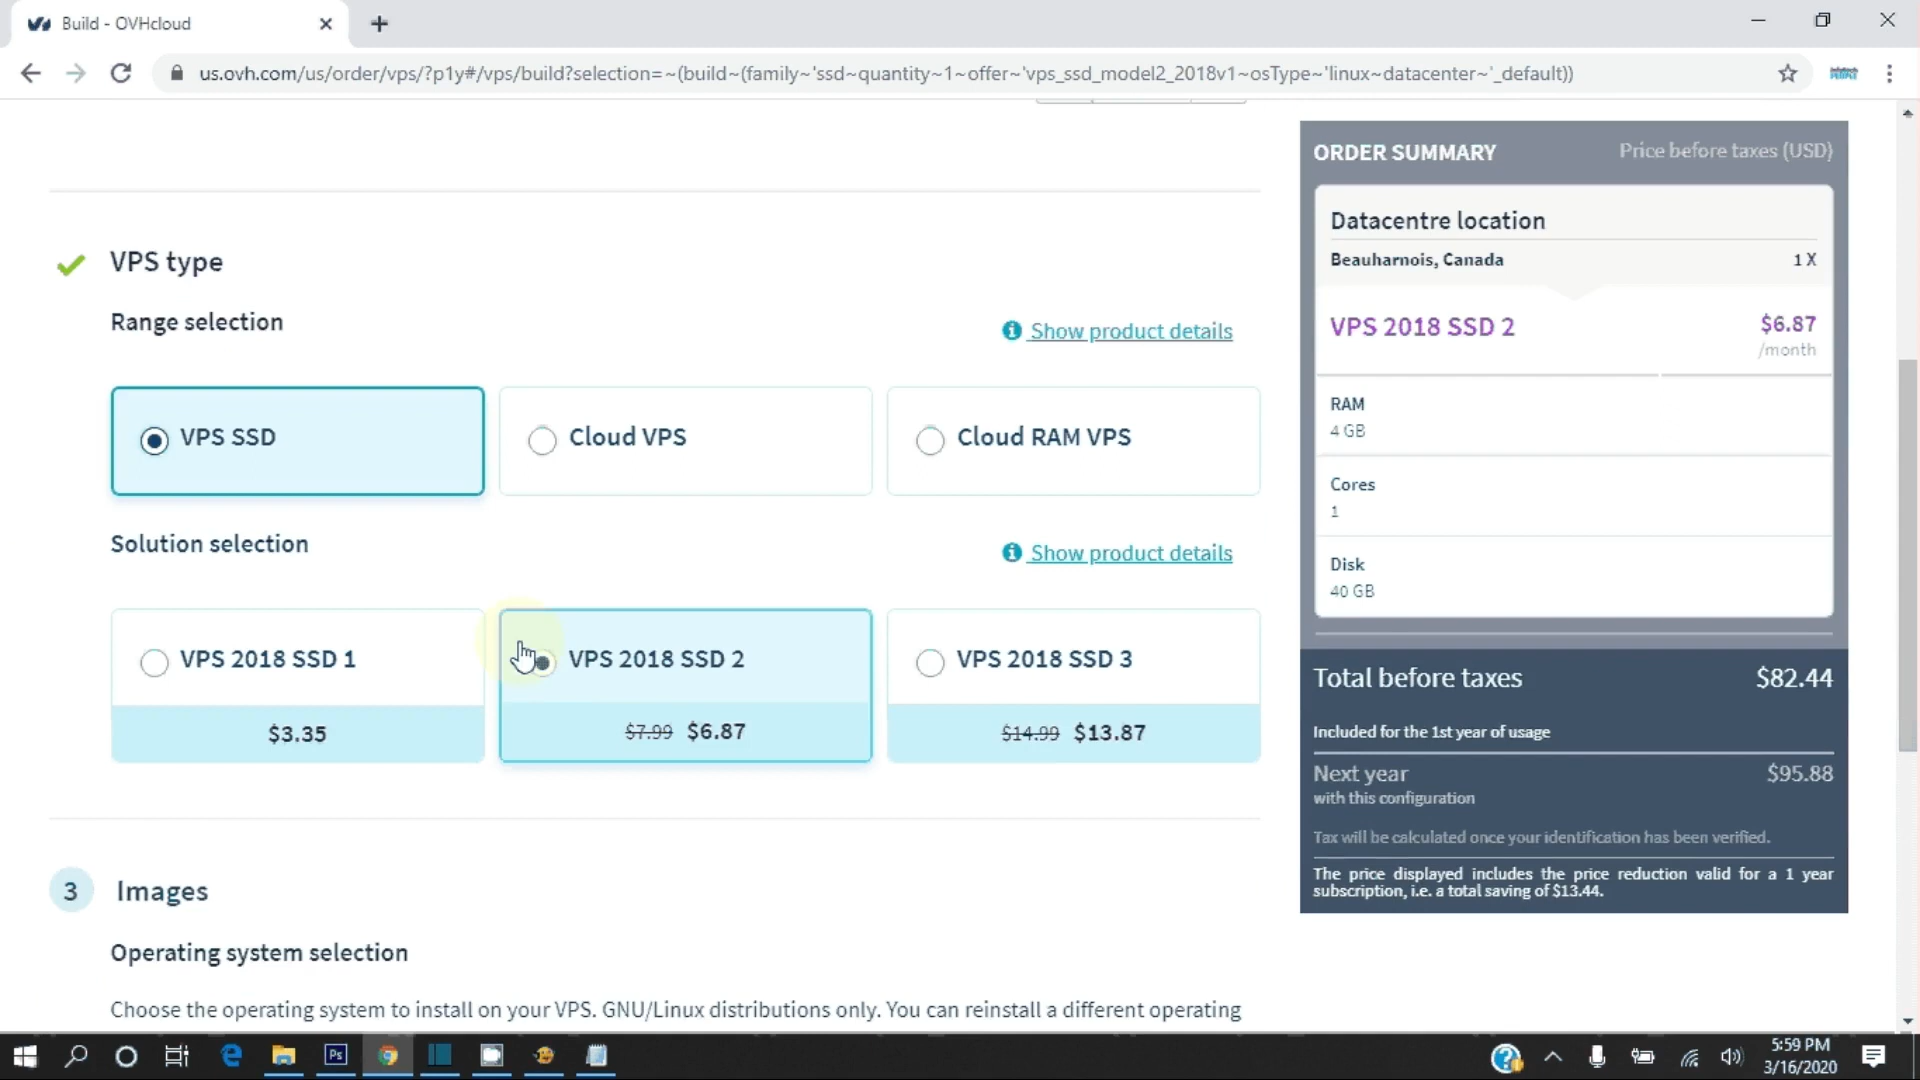 Build - OVHcloud
us.ovh.com/us/order/vps/?p1y#/vps/build?selection=~(build~(family~'ssd~quantity~1~offer~'vps_ssd_model2_2018v1~osType~'linux~datacenter~'_default))
VPS type
Range selection
Show product details
VPS SSD
Cloud VPS
Cloud RAM VPS
Solution selection
Show product details
VPS 2018 SSD 1
VPS 2018 SSD 2
VPS 2018 SSD 3
$3.35
$7.99 $6.87
$14.99 $13.87
3 Images
Operating system selection
Choose the operating system to install on your VPS. GNU/Linux distributions only. You can reinstall a different operating
ORDER SUMMARY Price before taxes (USD)
Datacentre location
Beauharnois, Canada 1 X
VPS 2018 SSD 2 $6.87
/month
RAM
4 GB
Cores
1
Disk
40 GB
Total before taxes $82.44
Included for the 1st year of usage
Next year $95.88
with this configuration
Tax will be calculated once your identification has been verified.
The price displayed includes the price reduction valid for a 1 year
subscription, i.e. a total saving of $13.44.
Ps
5:59 PM
3/16/2020